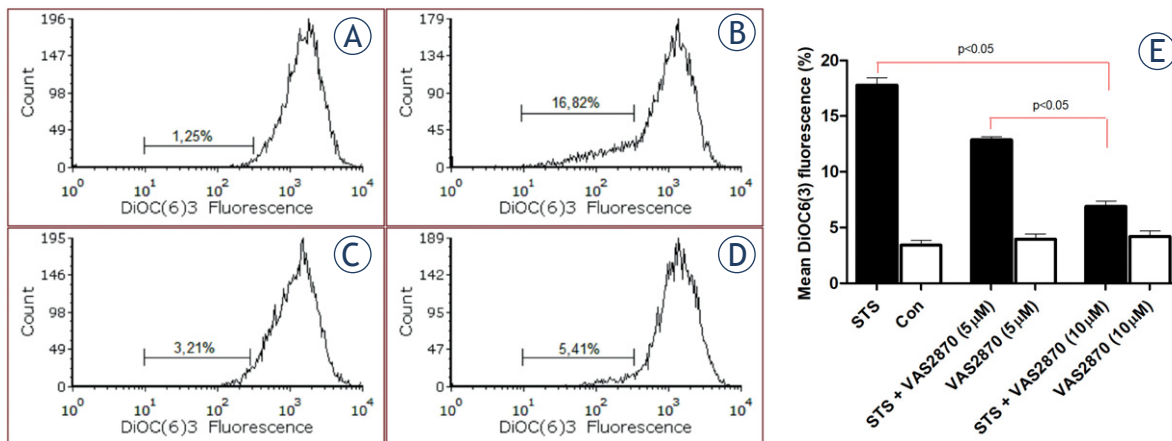 A
196
147
98
49
0
Count
1,25%
10^0 10^1 10^2 10^3 10^4
DiOC(6)3 Fluorescence
B
179
134
90
45
0
Count
16,82%
10^0 10^1 10^2 10^3 10^4
DiOC(6)3 Fluorescence
C
195
146
98
49
0
Count
3,21%
10^0 10^1 10^2 10^3 10^4
DiOC(6)3 Fluorescence
D
189
142
95
47
0
Count
5,41%
10^0 10^1 10^2 10^3 10^4
DiOC(6)3 Fluorescence
E
Mean DiOC6(3) fluorescence (%)
20
15
10
5
0
p<0.05
p<0.05
STS
Con
STS + VAS2870 (5μM)
VAS2870 (5μM)
STS + VAS2870 (10μM)
VAS2870 (10μM)